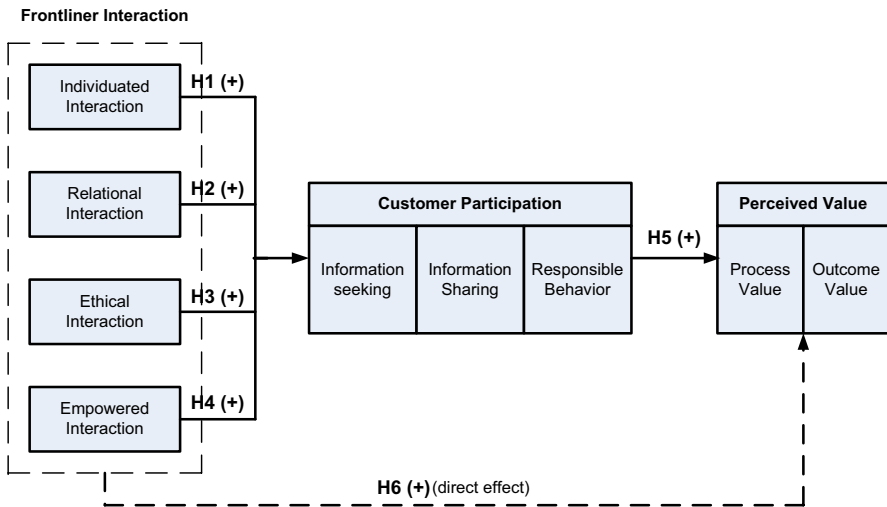 Frontliner Interaction
Individuated
Interaction
H1 (+)
Relational
Interaction
H2 (+)
Ethical
Interaction
H3 (+)
Empowered
Interaction
H4 (+)
Customer Participation
Information
seeking
Information
Sharing
Responsible
Behavior
H5 (+)
Perceived Value
Process
Value
Outcome
Value
H6 (+) (direct effect)